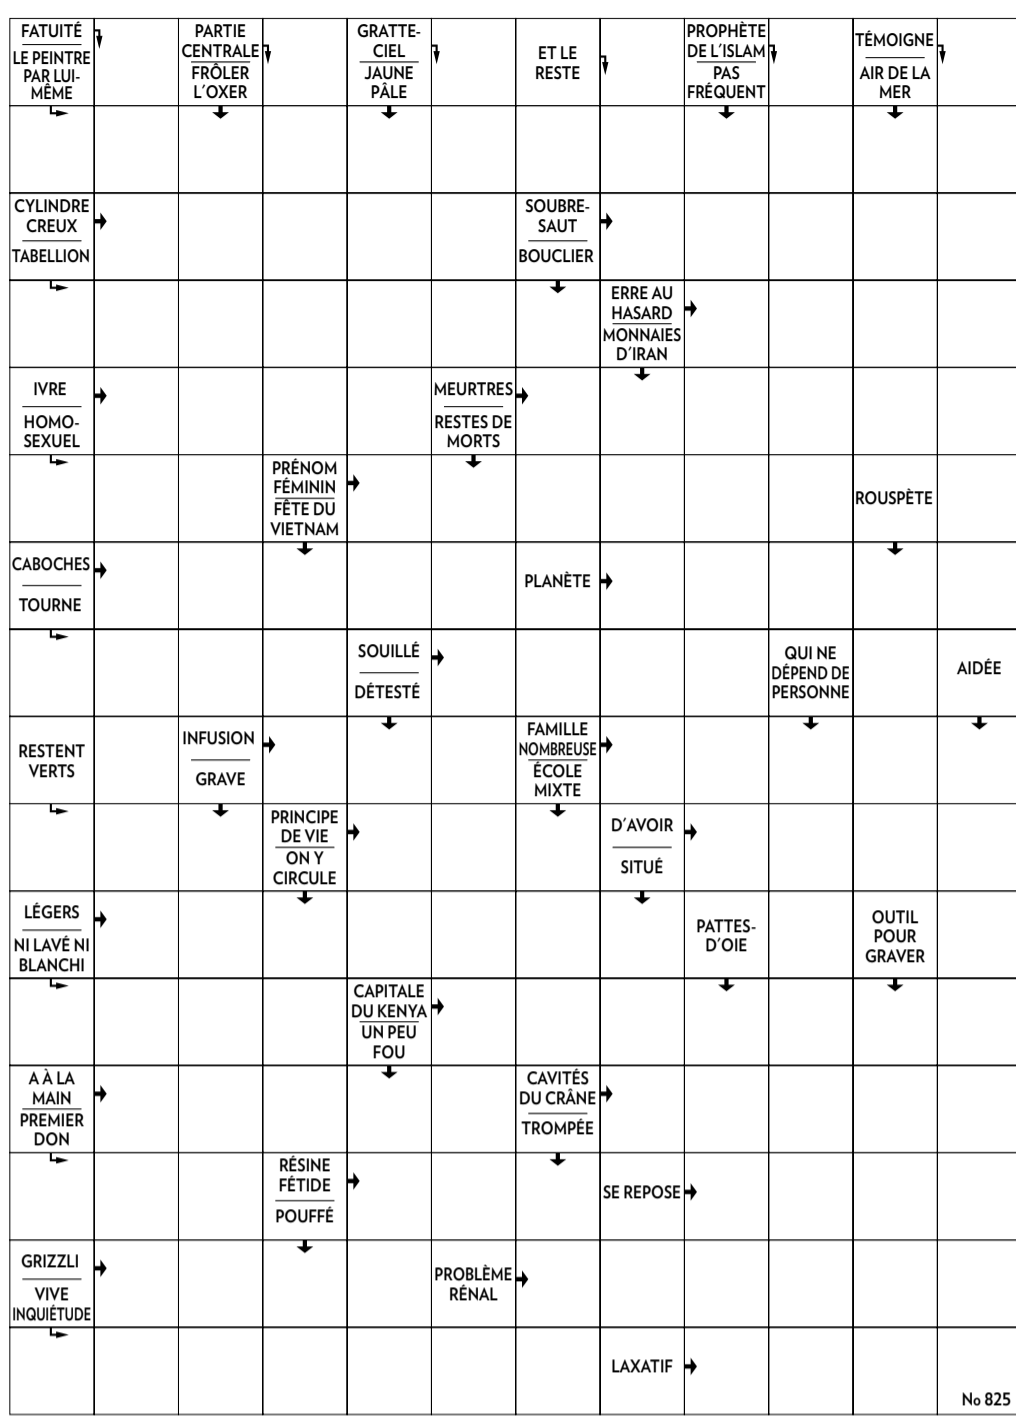 FATUITÉ
LE PEINTRE
PAR LUI-
MÊME
PARTIE
CENTRALE
FRÔLER
L'OXER
GRATTE-
CIEL
JAUNE
PÂLE
ET LE
RESTE
PROPHÈTE
DE L'ISLAM
PAS
FRÉQUENT
TÉMOIGNE
AIR DE LA
MER
CYLINDRE
CREUX
TABELLION
SOUBRE-
SAUT
BOUCLIER
ERRE AU
HASARD
MONNAIES
D'IRAN
IVRE
HOMO-
SEXUEL
MEURTRES
RESTES DE
MORTS
PRÉNOM
FÉMININ
FÊTE DU
VIETNAM
ROUSPÈTE
CABOCHES
TOURNE
PLANÈTE
SOUILLÉ
DÉTESTÉ
QUI NE
DÉPEND DE
PERSONNE
AIDÉE
RESTENT
VERTS
INFUSION
GRAVE
FAMILLE
NOMBREUSE
ÉCOLE
MIXTE
PRINCIPE
DE VIE
ON Y
CIRCULE
D'AVOIR
SITUÉ
LÉGERS
NI LAVÉ NI
BLANCHI
PATTES-
D'OIE
OUTIL
POUR
GRAVER
CAPITALE
DU KENYA
UN PEU
FOU
A À LA
MAIN
PREMIER
DON
CAVITÉS
DU CRÂNE
TROMPÉE
RÉSINE
FÉTIDE
POUFFÉ
SE REPOSE
GRIZZLI
VIVE
INQUIÉTUDE
PROBLÈME
RÉNAL
LAXATIF
No 825